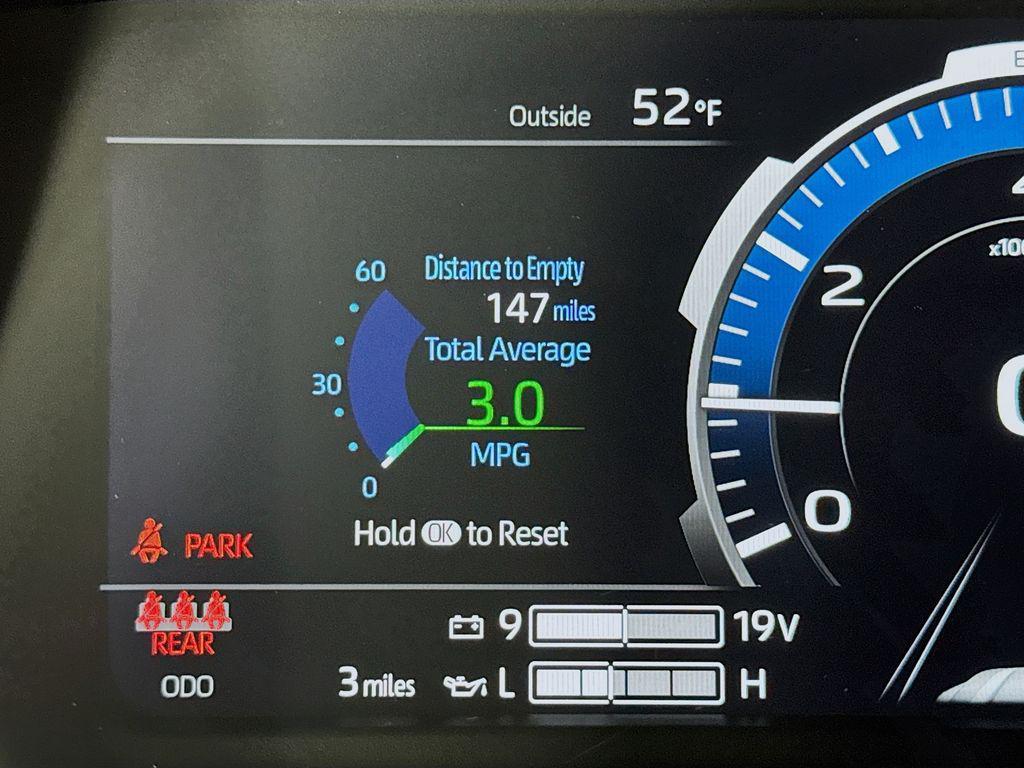 Outside 52°F
60
Distance to Empty
147 miles
Total Average
30
3.0
MPG
0
Hold OK to Reset
PARK
REAR
ODO 3 miles
9 19V
L H
2
0